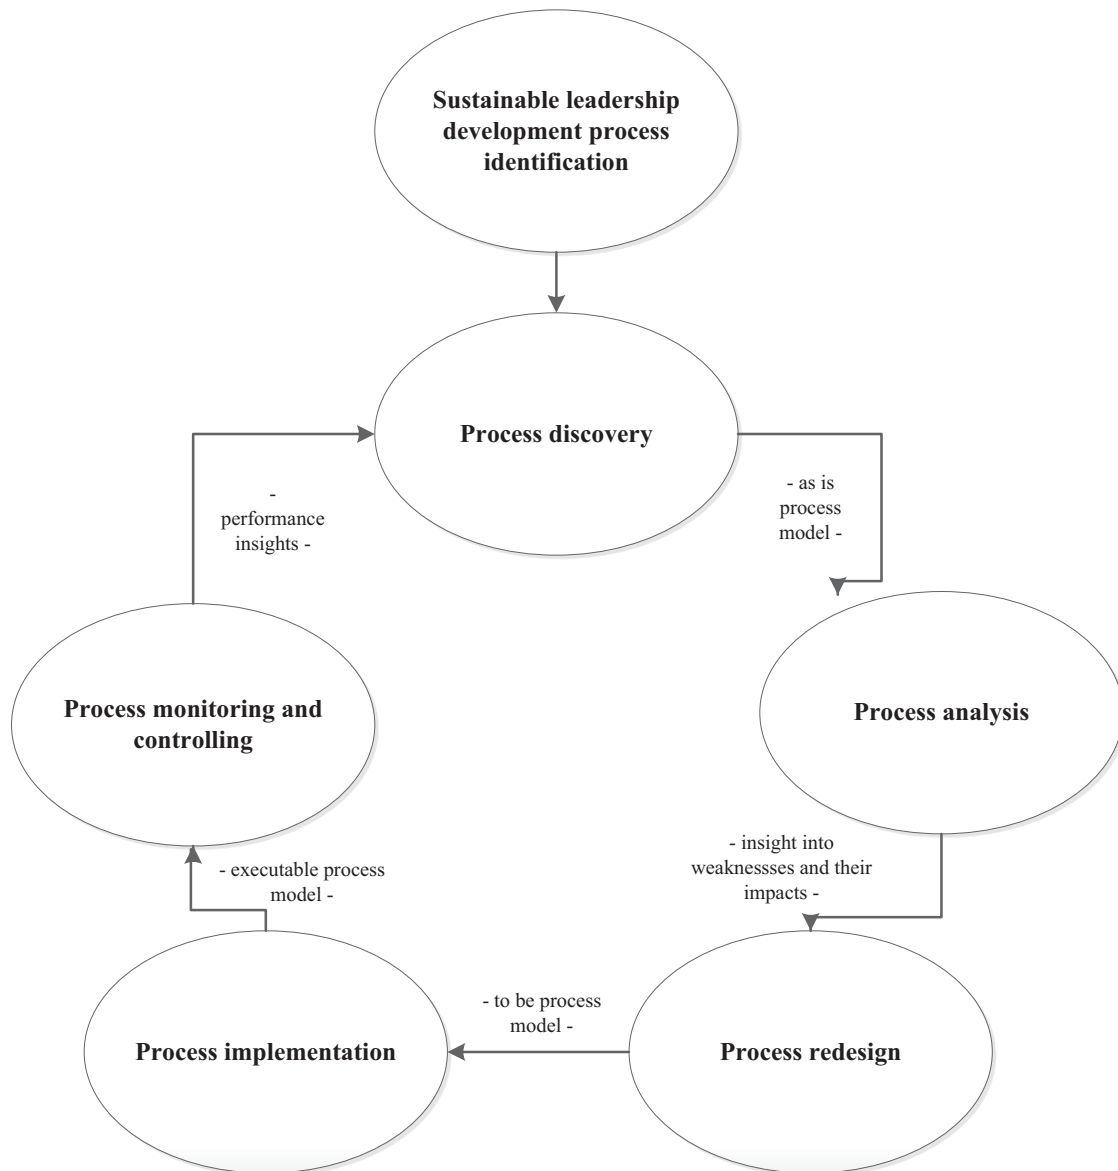 Sustainable leadership
development process
identification
Process discovery
- as is
process
model -
-
performance
insights -
Process monitoring and
controlling
Process analysis
- insight into
weaknessses and their
impacts -
- executable process
model -
- to be process
model -
Process implementation
Process redesign